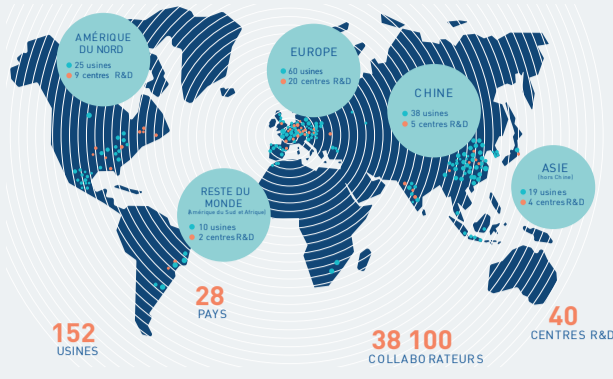 AMÉRIQUE
DU NORD
25 usines
9 centres R&D
EUROPE
60 usines
20 centres R&D
CHINE
38 usines
5 centres R&D
ASIE
(hors Chine)
19 usines
4 centres R&D
RESTE DU
MONDE
(Amérique du Sud et Afrique)
10 usines
2 centres R&D
28
PAYS
152
USINES
38 100
COLLABORATEURS
40
CENTRES R&D